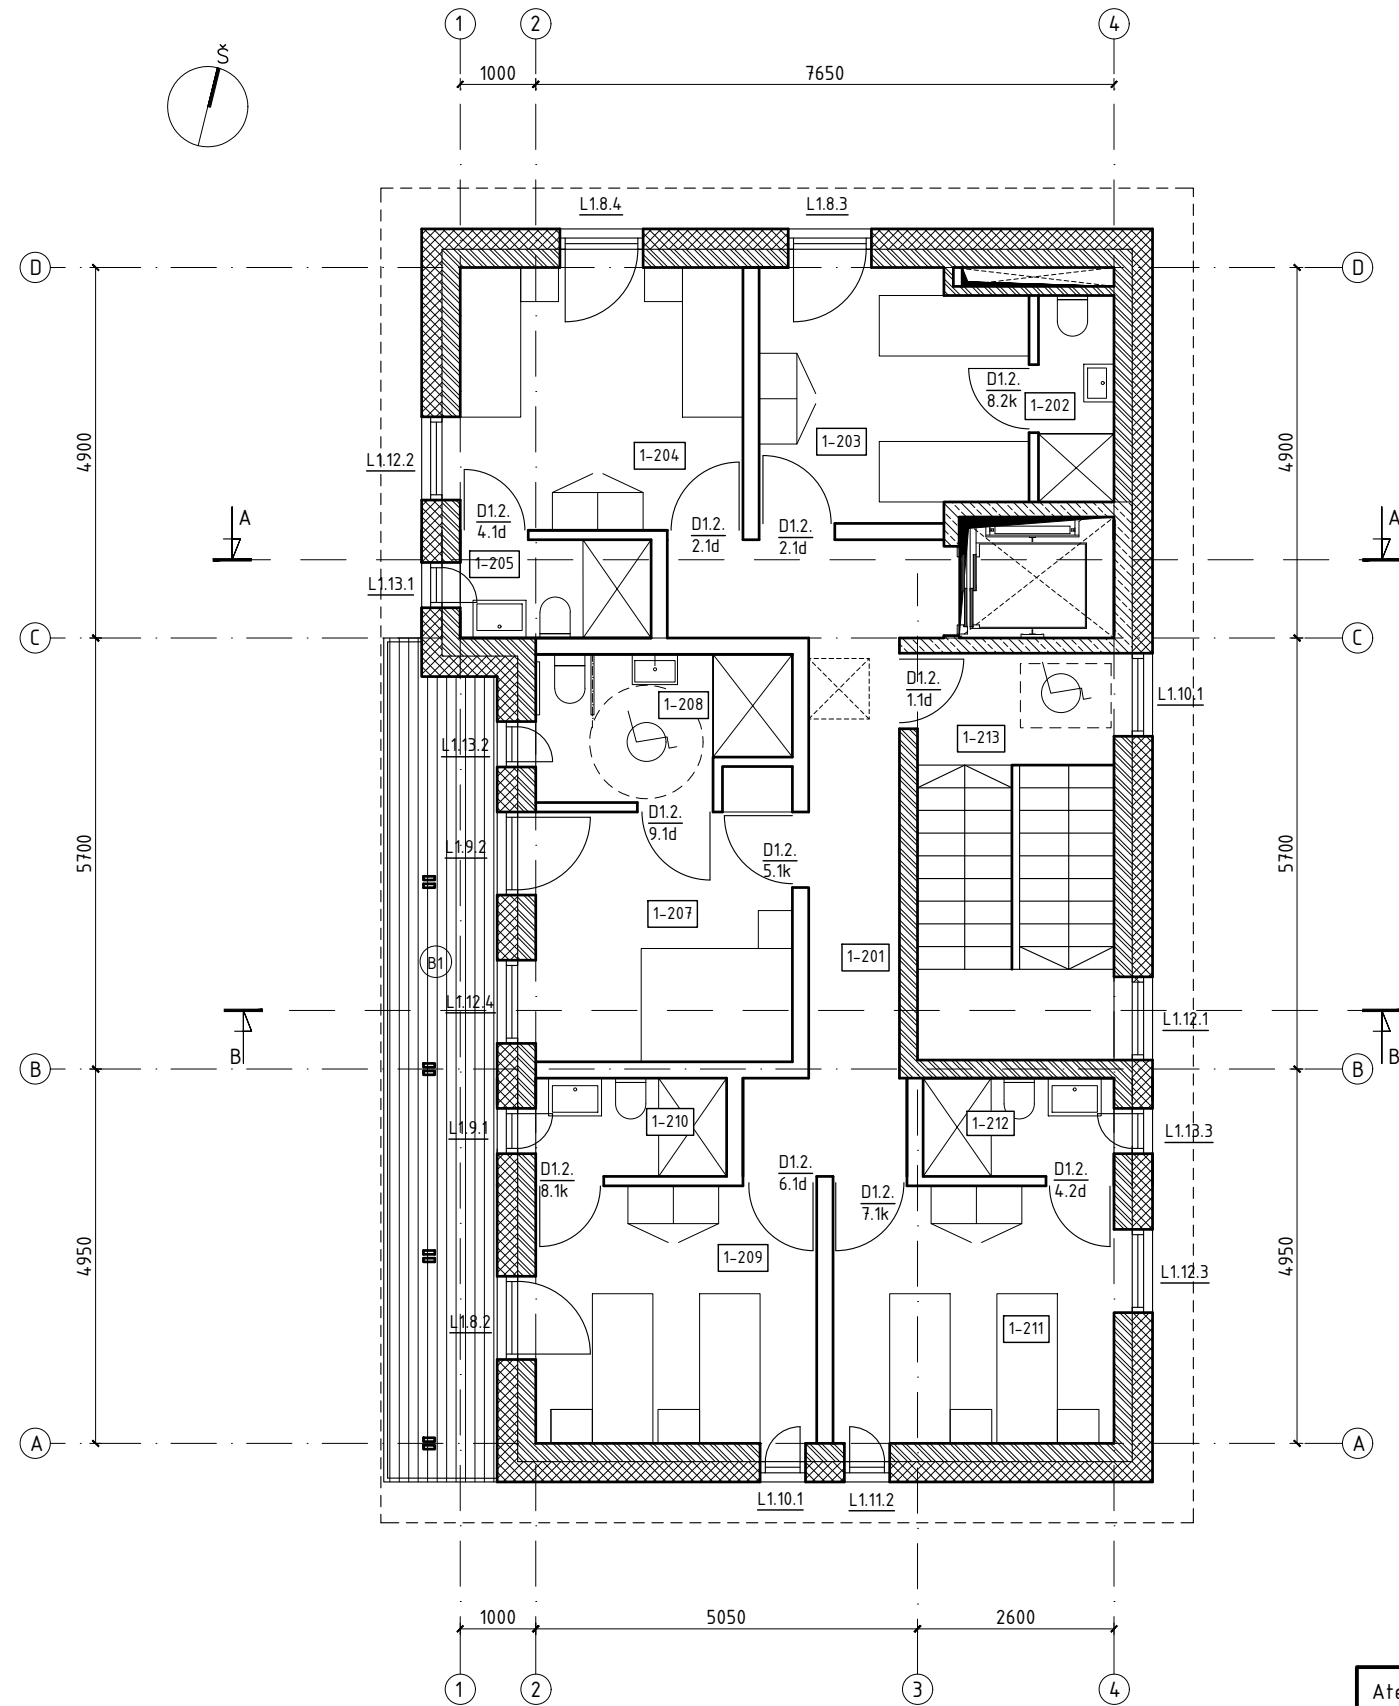 1
2
4
Š
1000
7650
L1.8.4
L1.8.3
D
D
4900
4900
D1.2.
8.2k
1-202
1-203
1-204
L1.12.2
A
A
D1.2.
4.1d
D1.2.
2.1d
D1.2.
2.1d
1-205
L1.13.1
C
C
D1.2.
1.1d
L1.10.1
1-208
1-213
L1.13.2
D1.2.
9.1d
L1.9.2
D1.2.
5.1k
5700
5700
1-207
1-201
B1
L1.12.4
L1.12.1
B
B
B
B
L1.9.1
1-210
1-212
L1.13.3
D1.2.
8.1k
D1.2.
6.1d
D1.2.
7.1k
D1.2.
4.2d
4950
4950
1-209
L1.12.3
L1.8.2
1-211
A
A
L1.10.1
L1.11.2
1000
5050
2600
1
2
3
4